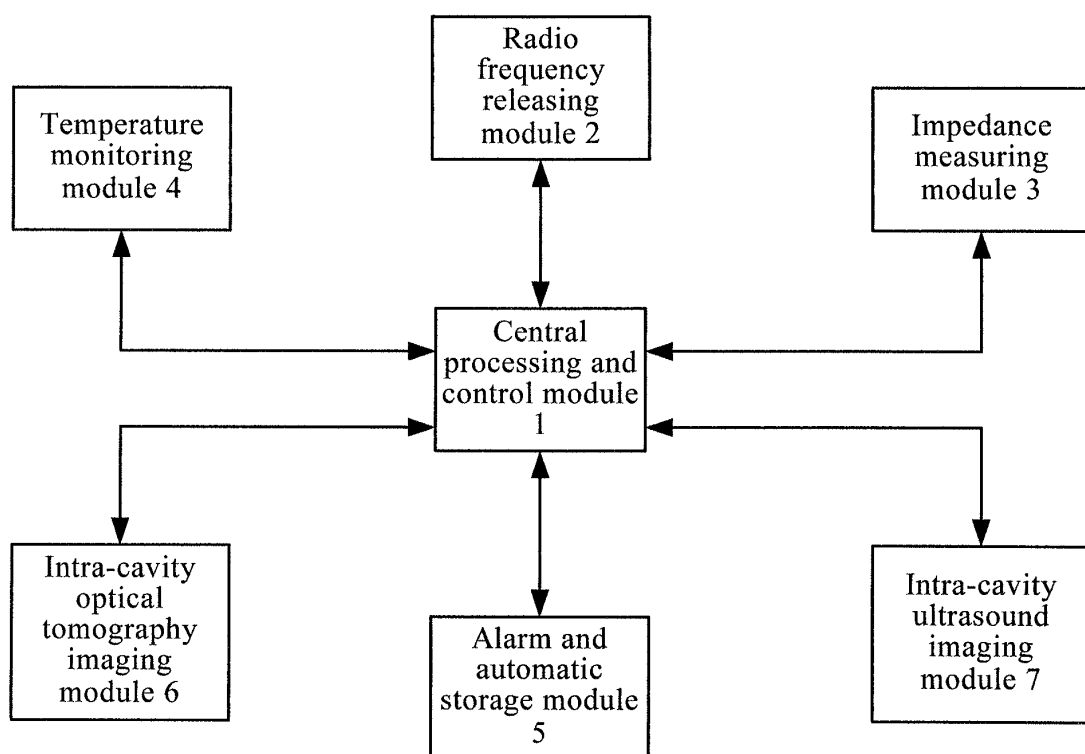 Radio
frequency
releasing
module 2
Temperature
monitoring
module 4
Impedance
measuring
module 3
Central
processing and
control module
1
Intra-cavity
optical
tomography
imaging
module 6
Alarm and
automatic
storage module
5
Intra-cavity
ultrasound
imaging
module 7